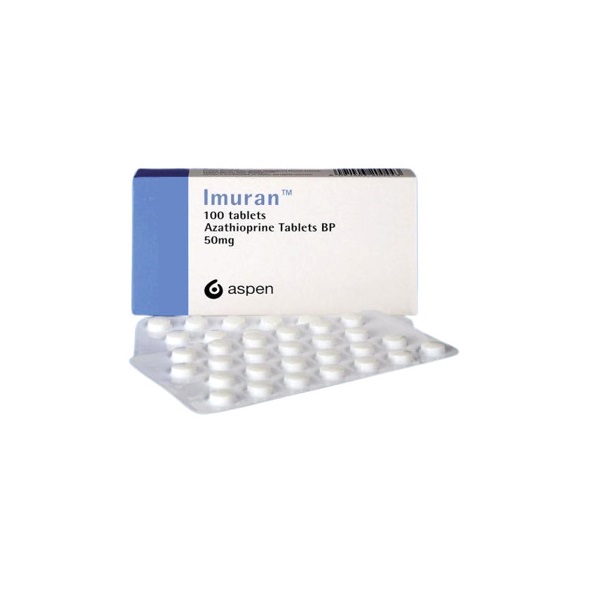 Imuran™
100 tablets
Azathioprine Tablets BP
50mg
aspen